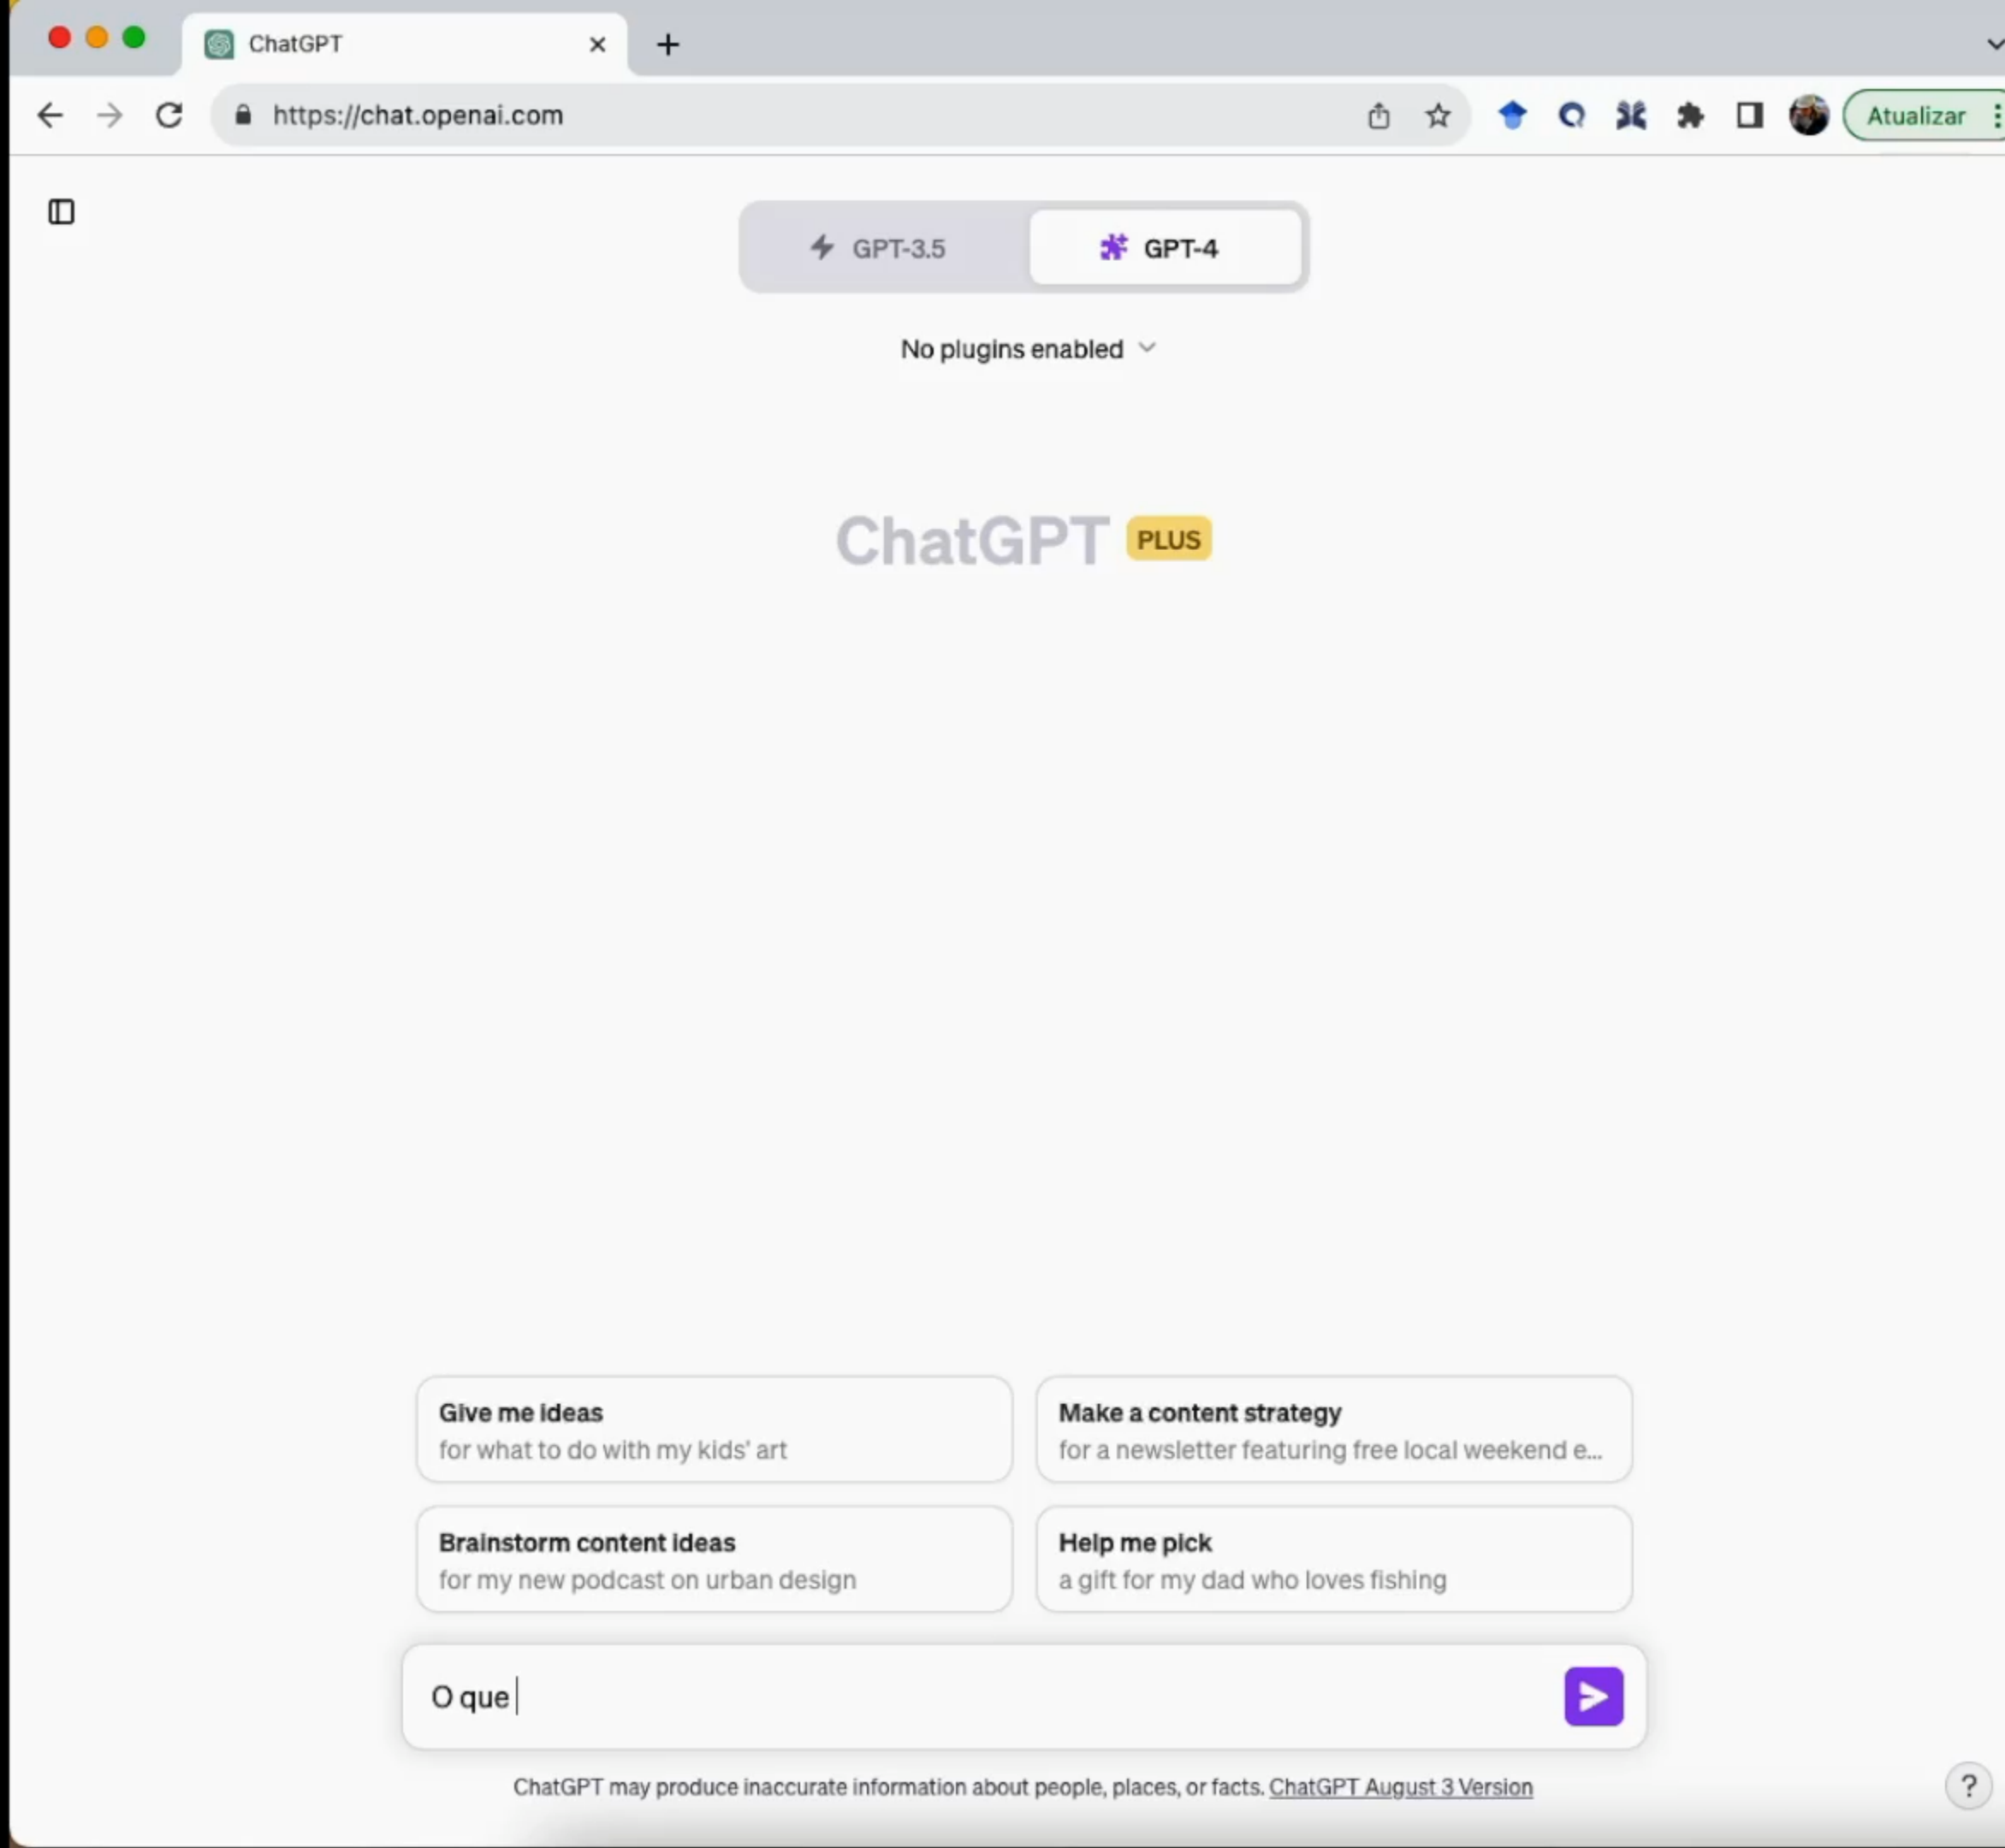 ChatGPT
https://chat.openai.com
Atualizar
GPT-3.5 GPT-4
No plugins enabled
ChatGPT PLUS
Give me ideas
for what to do with my kids' art
Make a content strategy
for a newsletter featuring free local weekend e...
Brainstorm content ideas
for my new podcast on urban design
Help me pick
a gift for my dad who loves fishing
O que
ChatGPT may produce inaccurate information about people, places, or facts. ChatGPT August 3 Version
?